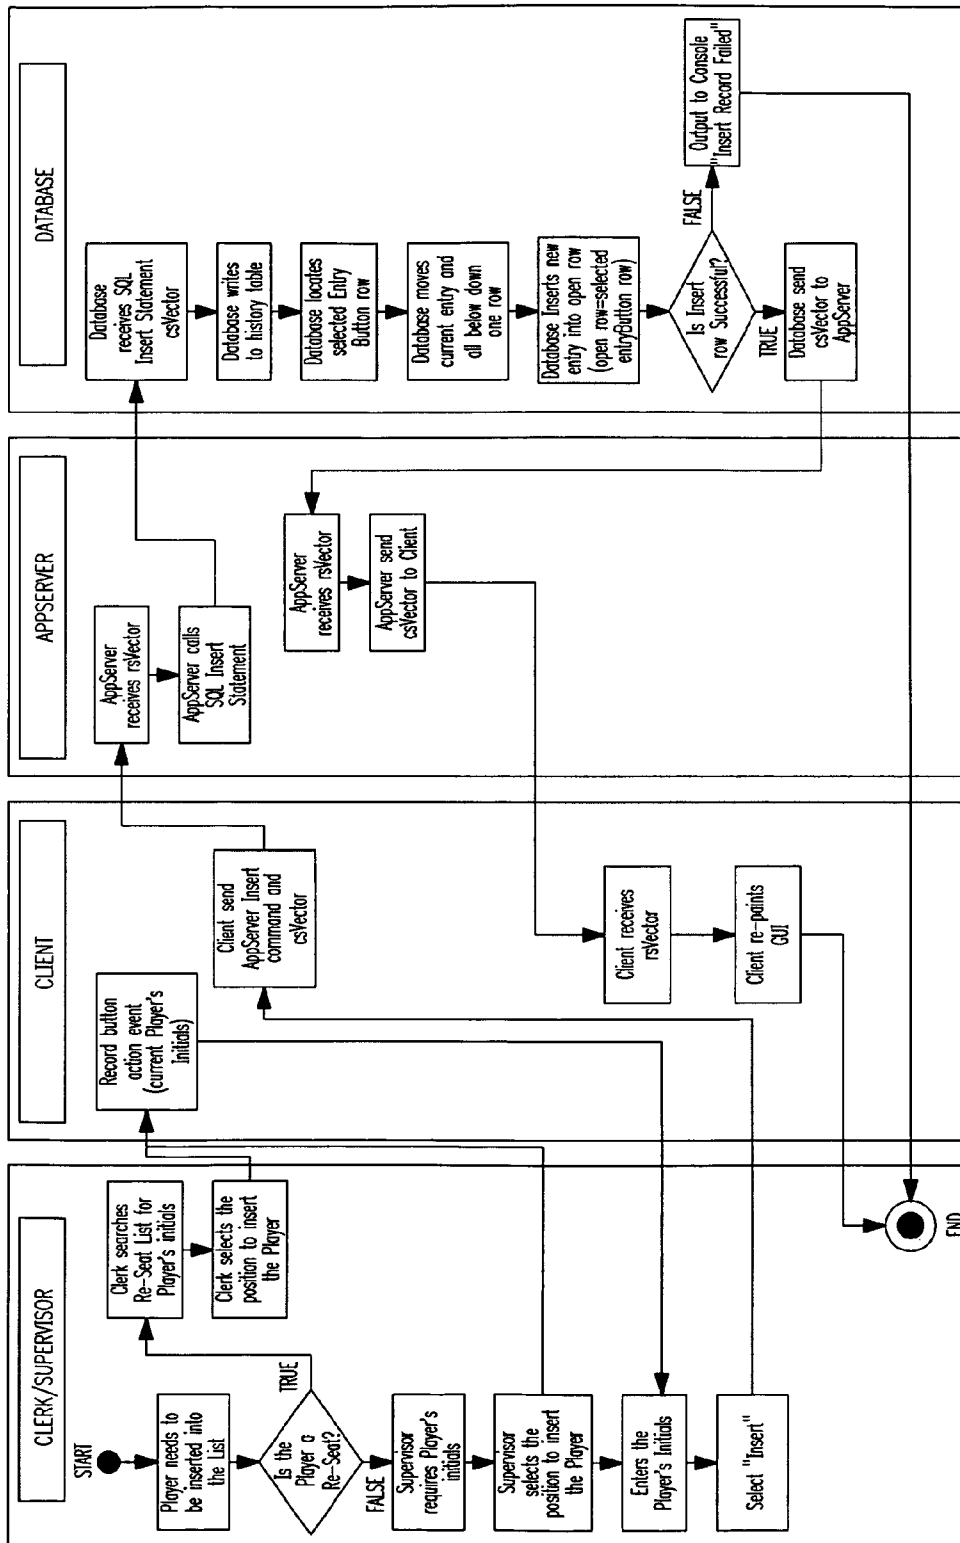 CLERK/SUPERVISOR
START
Player needs to
be inserted into
the List
Is the
Player a
Re-Seat?
TRUE
FALSE
Clerk searches
Re-Seat List for
Player's initials
Clerk selects the
position to insert
the Player
Supervisor
requires Player's
initials
Supervisor
selects the
position to insert
the Player
Enters the
Player's Initials
Select "Insert"
END
CLIENT
Record button
action event
(current Player's
Initials)
Client send
AppServer Insert
command and
csVector
Client receives
rsVector
Client re-paints
GUI
APPSERVER
AppServer
receives rsVector
AppServer calls
SQL Insert
Statement
AppServer
receives rsVector
AppServer send
csVector to Client
DATABASE
Database
receives SQL
Insert Statement
csVector
Database writes
to history table
Database locates
selected Entry
Button row
Database moves
current entry and
all below down
one row
Database Inserts new
entry into open row
(open row=selected
entryButton row)
Is Insert
row Successful?
FALSE
TRUE
Output to Console
"Insert Record Failed"
Database send
csVector to
AppServer